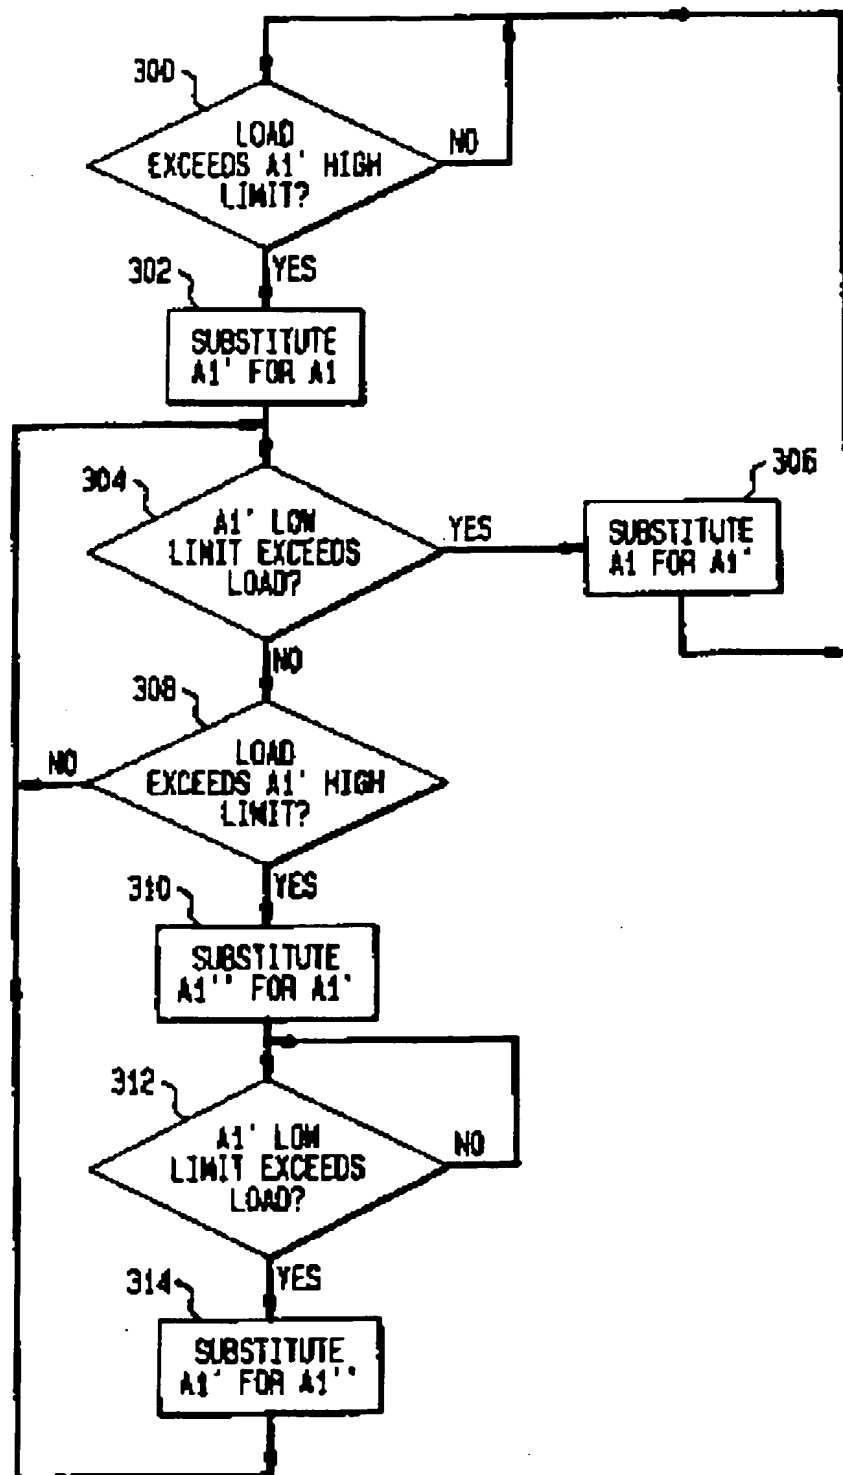 300
LOAD
EXCEEDS A1' HIGH
LIMIT?
NO
YES
302
SUBSTITUTE
A1' FOR A1
304
A1' LOW
LIMIT EXCEEDS
LOAD?
YES
306
SUBSTITUTE
A1 FOR A1'
NO
308
LOAD
EXCEEDS A1' HIGH
LIMIT?
NO
YES
310
SUBSTITUTE
A1'' FOR A1'
312
A1' LOW
LIMIT EXCEEDS
LOAD?
NO
YES
314
SUBSTITUTE
A1' FOR A1''